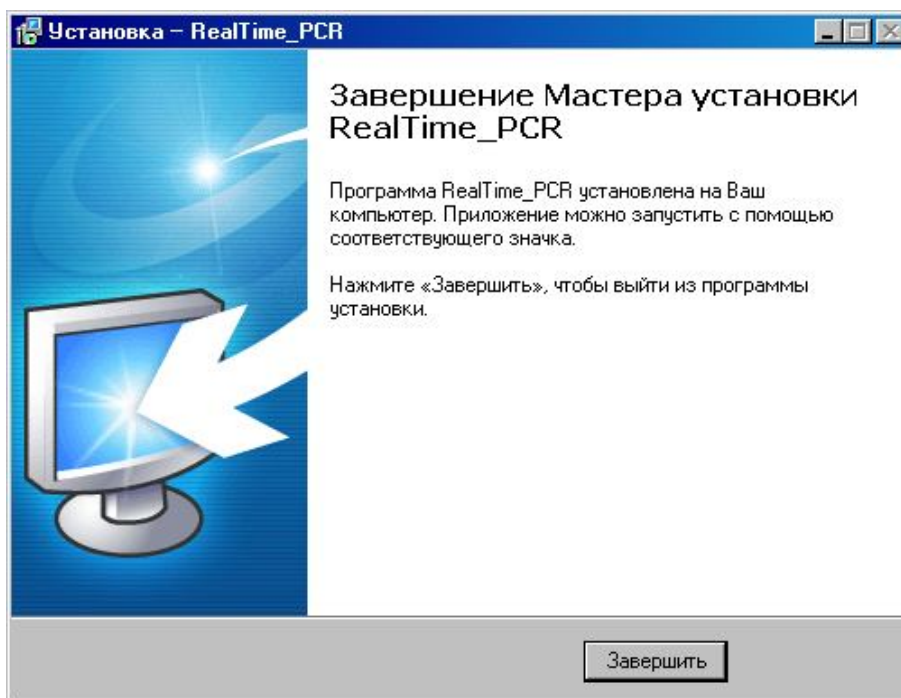 Установка – RealTime_PCR
Завершение Мастера установки
RealTime_PCR
Программа RealTime_PCR установлена на Ваш
компьютер. Приложение можно запустить с помощью
соответствующего значка.
Нажмите «Завершить», чтобы выйти из программы
установки.
Завершить